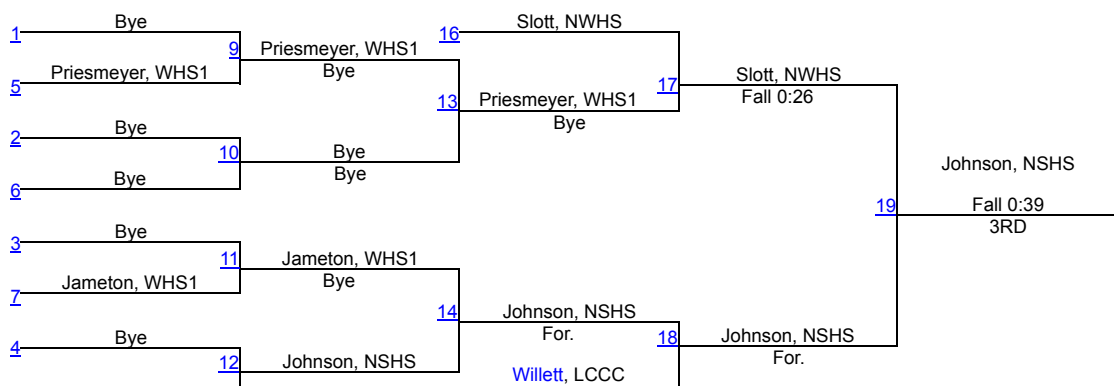 Bye
Slott, NWHS
1
16
9
Priesmeyer, WHS1
Priesmeyer, WHS1
Bye
Slott, NWHS
5
17
Priesmeyer, WHS1
Fall 0:26
13
Bye
Bye
2
10
Bye
Bye
Bye
6
Johnson, NSHS
Fall 0:39
19
3RD
Bye
3
11
Jameton, WHS1
Jameton, WHS1
Bye
7
14
Johnson, NSHS
Bye
For.
18
Johnson, NSHS
4
For.
12
Johnson, NSHS
Willett, LCCC